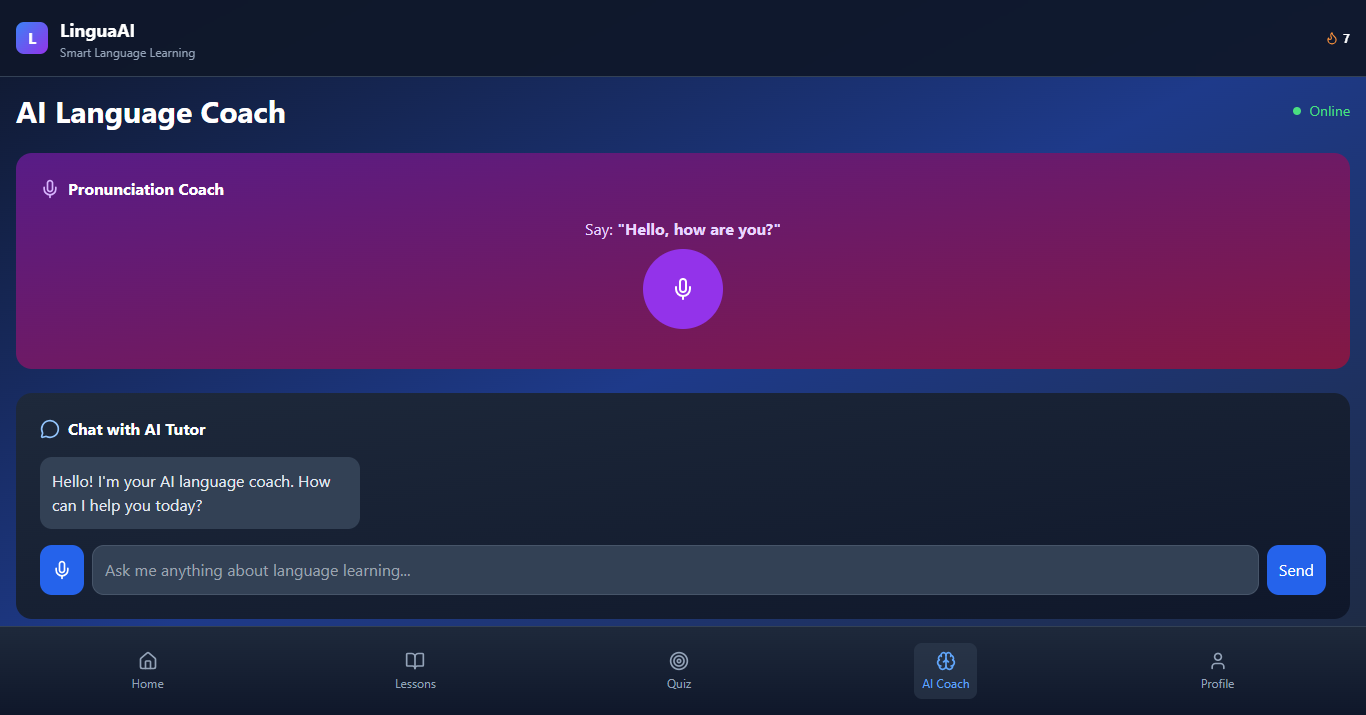 L
LinguaAI
Smart Language Learning
7
AI Language Coach
Online
Pronunciation Coach
Say: "Hello, how are you?"
Chat with AI Tutor
Hello! I'm your AI language coach. How
can I help you today?
Ask me anything about language learning...
Send
Home
Lessons
Quiz
AI Coach
Profile